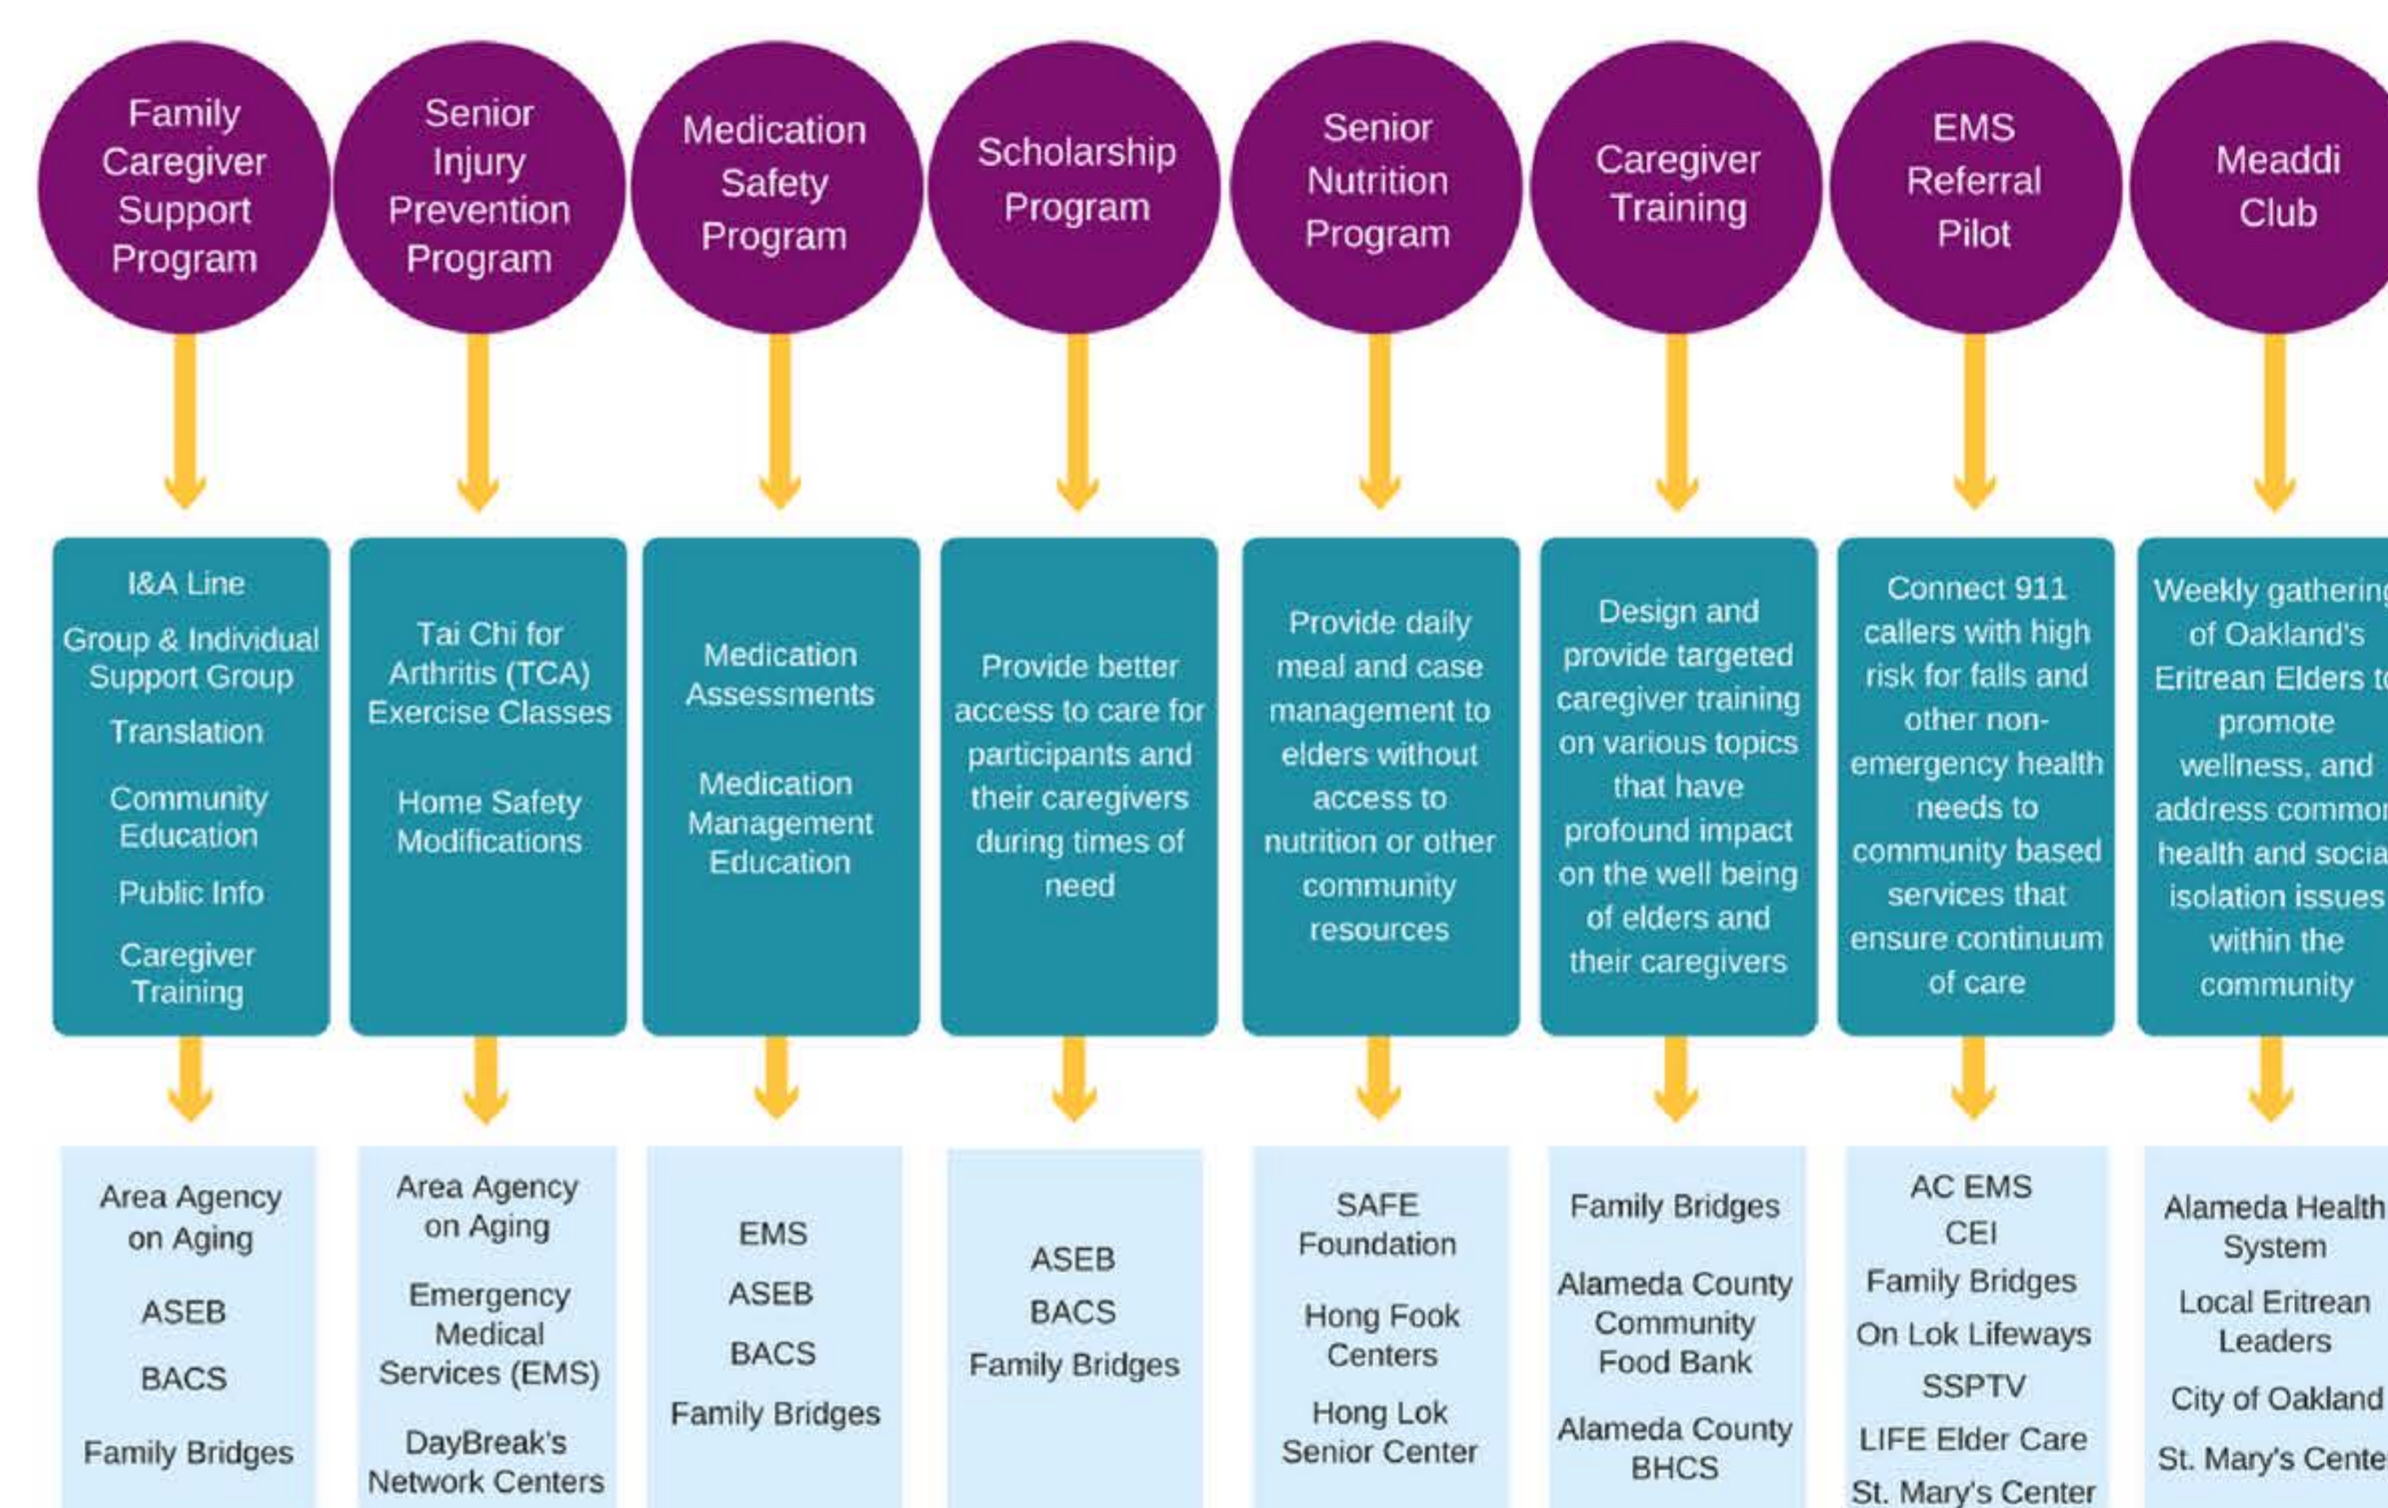 Family
Caregiver
Support
Program
Senior
Injury
Prevention
Program
Medication
Safety
Program
Scholarship
Program
Senior
Nutrition
Program
Caregiver
Training
EMS
Referral
Pilot
Meaddi
Club
I&A Line
Group & Individual
Support Group
Translation
Community
Education
Public Info
Caregiver
Training
Tai Chi for
Arthritis (TCA)
Exercise Classes
Home Safety
Modifications
Medication
Assessments
Medication
Management
Education
Provide better
access to care for
participants and
their caregivers
during times of
need
Provide daily
meal and case
management to
elders without
access to
nutrition or other
community
resources
Design and
provide targeted
caregiver training
on various topics
that have
profound impact
on the well being
of elders and
their caregivers
Connect 911
callers with high
risk for falls and
other non-
emergency health
needs to
community based
services that
ensure continuum
of care
Weekly gathering
of Oakland's
Eritrean Elders to
promote
wellness, and
address common
health and social
isolation issues
within the
community
Area Agency
on Aging
ASEB
BACS
Family Bridges
Area Agency
on Aging
Emergency
Medical
Services (EMS)
DayBreak's
Network Centers
EMS
ASEB
BACS
Family Bridges
ASEB
BACS
Family Bridges
SAFE
Foundation
Hong Fook
Centers
Hong Lok
Senior Center
Family Bridges
Alameda County
Community
Food Bank
Alameda County
BHCS
AC EMS
CEI
Family Bridges
On Lok Lifeways
SSPTV
LIFE Elder Care
St. Mary's Center
Alameda Health
System
Local Eritrean
Leaders
City of Oakland
St. Mary's Center